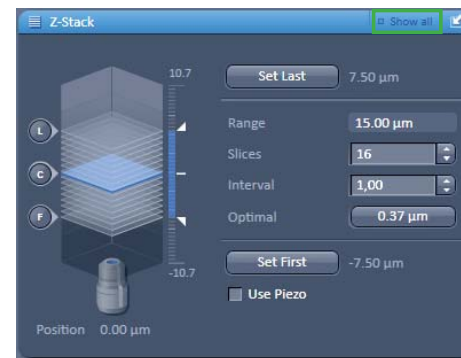 Z-Stack
Show all
10.7
Set Last 7.50 µm
L
Range 15.00 µm
Slices 16
C
Interval 1,00
F
Optimal 0.37 µm
-10.7
Set First -7.50 µm
Use Piezo
Position 0.00 µm